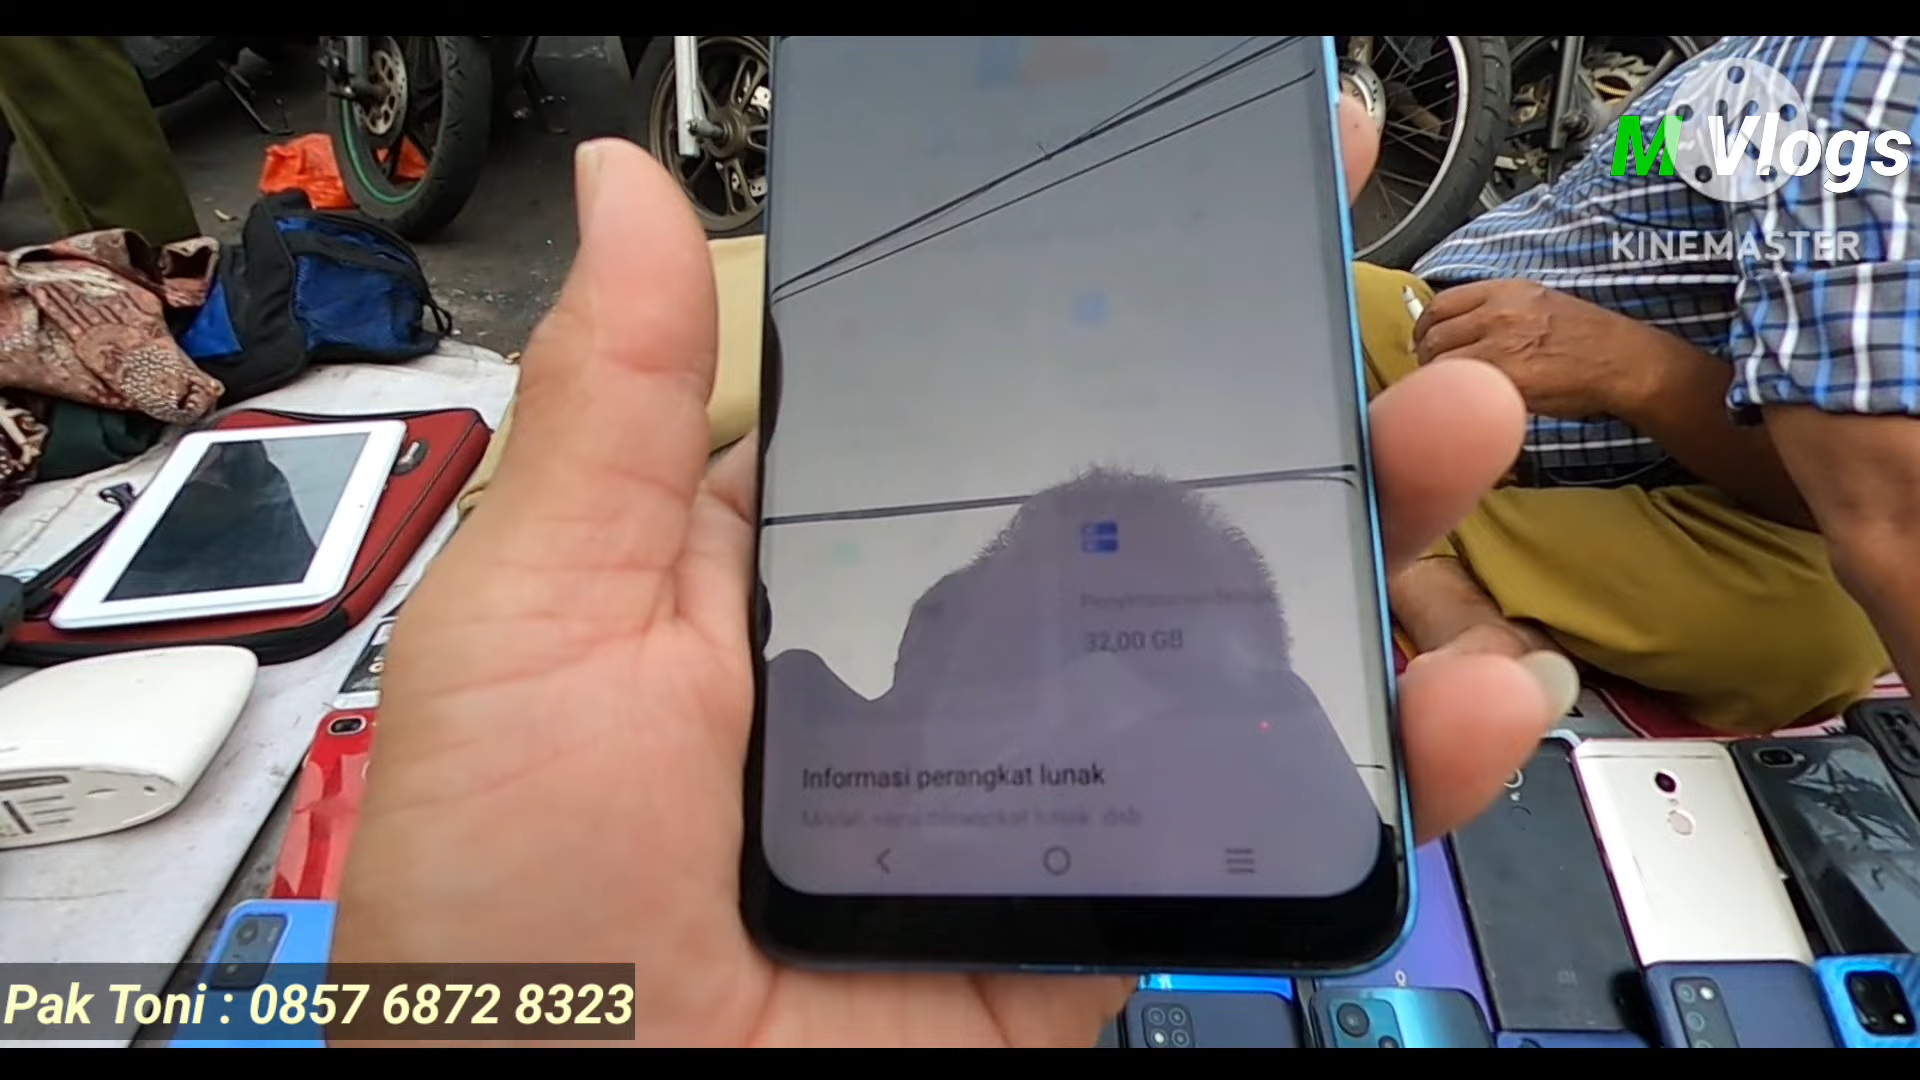 M Vlogs
KINEMASTER
32,00 GB
Informasi perangkat lunak
Pak Toni : 0857 6872 8323